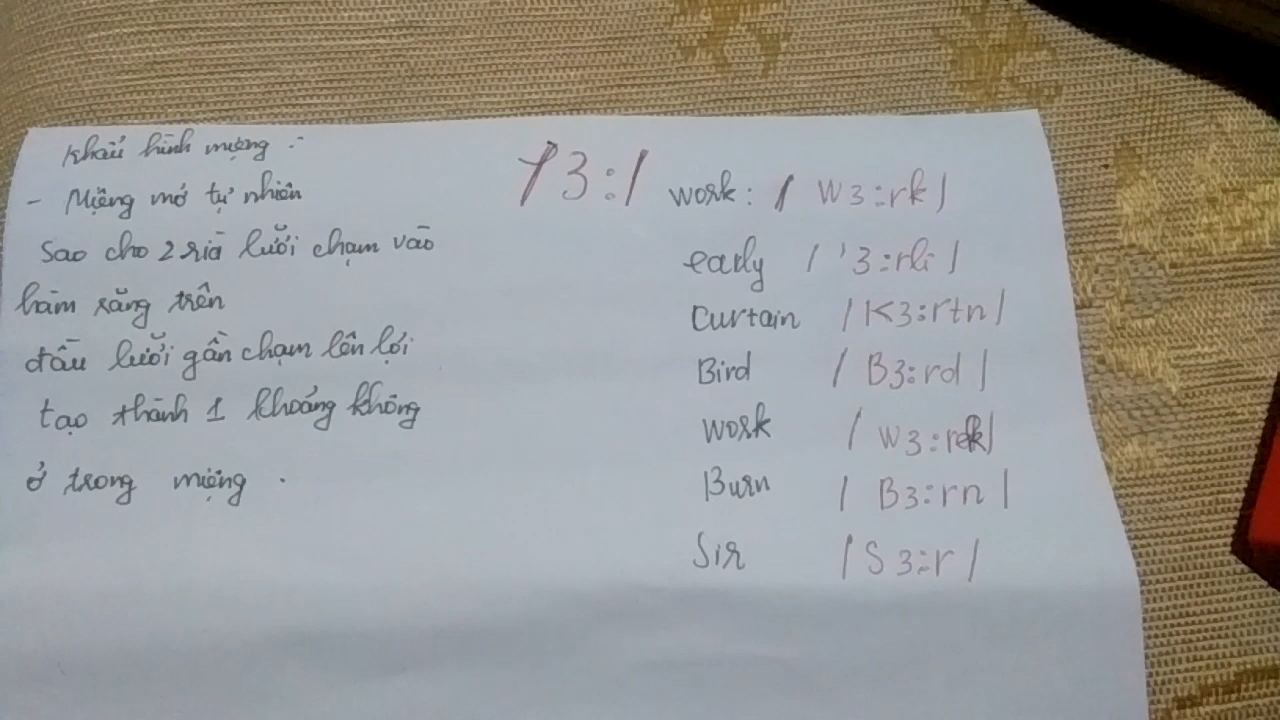 Khẩu hình miệng :
- Miệng mở tự nhiên
Sao cho 2 rìa lưỡi chạm vào
hàm răng trên
đầu lưỡi gần chạm lên lợi
tạo thành 1 khoảng không
ở trong miệng .
/3:/
work: / W3:rk/
early / '3:rli /
Curtain /K3:rtn/
Bird / B3:rd /
work / W3:rk/
Burn / B3:rn /
Sir / S3:r /